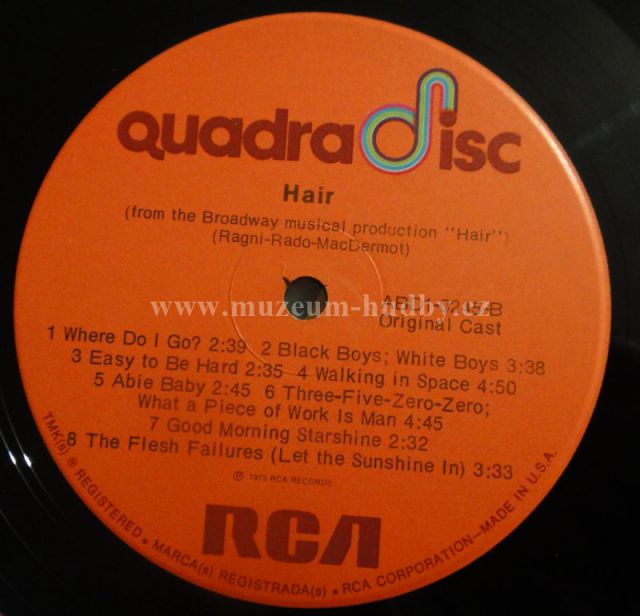 quadradisc
Hair
(from the Broadway musical production "Hair")
(Ragni-Rado-MacDermot)
www.muzeum-hudby.cz
Original Cast
1 Where Do I Go? 2:39 2 Black Boys; White Boys 3:38
3 Easy to Be Hard 2:35 4 Walking in Space 4:50
5 Abie Baby 2:45 6 Three-Five-Zero-Zero;
What a Piece of Work Is Man 4:45
7 Good Morning Starshine 2:32
8 The Flesh Failures (Let the Sunshine In) 3:33
℗ 1973 RCA RECORDS
RCA
TMK(s) ® REGISTERED • MARCA(s) REGISTRADA(s) • RCA CORPORATION—MADE IN U.S.A.